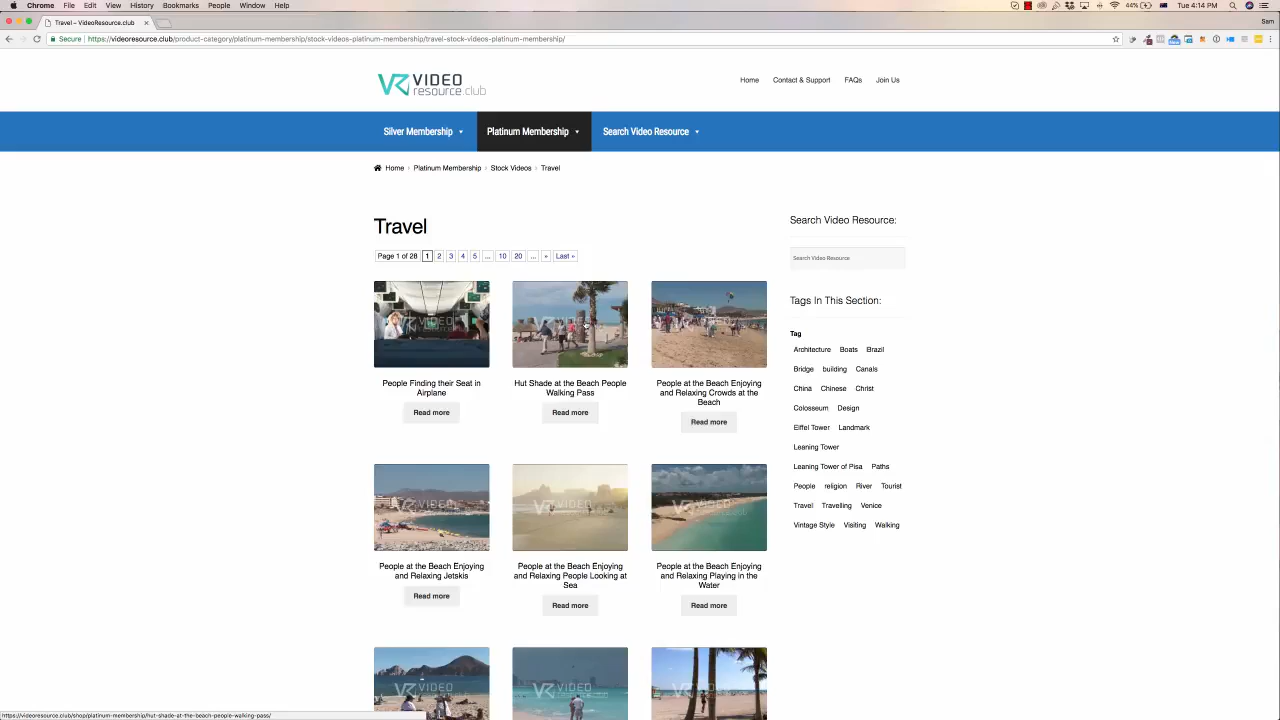 Chrome File Edit View History Bookmarks People Window Help 44% Tue 4:14 PM
Travel – VideoResource.club Sam
Secure https://videoresource.club/product-category/platinum-membership/stock-videos-platinum-membership/travel-stock-videos-platinum-membership/
VR VIDEO resource.club
Home Contact & Support FAQs Join Us
Silver Membership Platinum Membership Search Video Resource
Home › Platinum Membership › Stock Videos › Travel
Travel
Page 1 of 28 1 2 3 4 5 ... 10 20 ... » Last »
People Finding their Seat in
Airplane
Read more
Hut Shade at the Beach People
Walking Pass
Read more
People at the Beach Enjoying
and Relaxing Crowds at the
Beach
Read more
People at the Beach Enjoying
and Relaxing Jetskis
Read more
People at the Beach Enjoying
and Relaxing People Looking at
Sea
Read more
People at the Beach Enjoying
and Relaxing Playing in the
Water
Read more
VR VIDEO
VR VIDEO
VR VIDEO
Search Video Resource:
Search Video Resource
Tags In This Section:
Tag
Architecture Boats Brazil
Bridge building Canals
China Chinese Christ
Colosseum Design
Eiffel Tower Landmark
Leaning Tower
Leaning Tower of Pisa Paths
People religion River Tourist
Travel Travelling Venice
Vintage Style Visiting Walking
https://videoresource.club/shop/platinum-membership/hut-shade-at-the-beach-people-walking-pass/